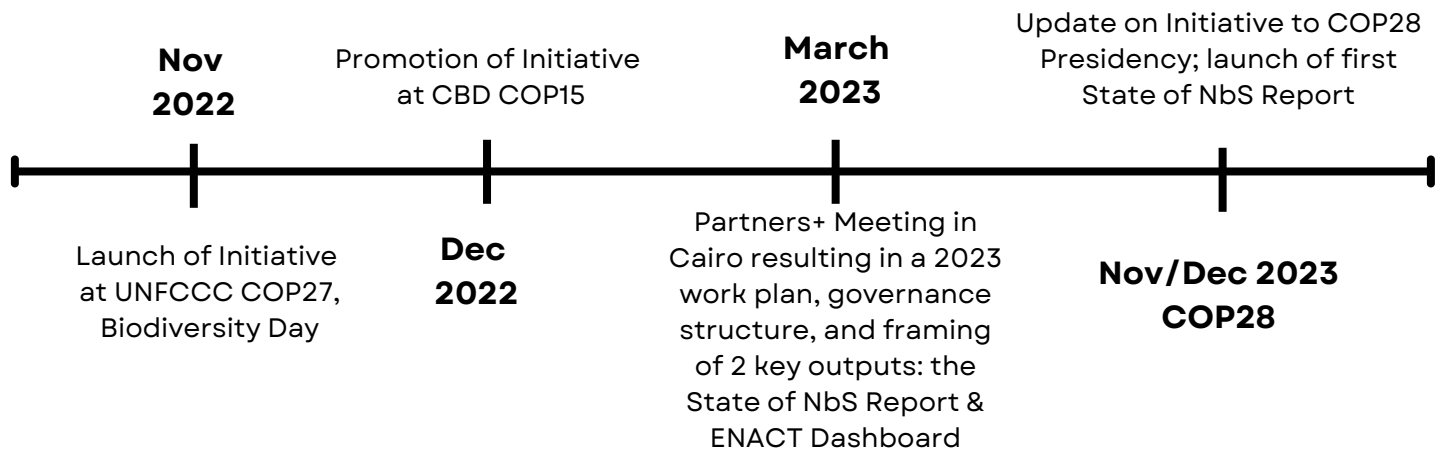 Nov
2022
Launch of Initiative
at UNFCCC COP27,
Biodiversity Day
Promotion of Initiative
at CBD COP15
Dec
2022
March
2023
Partners+ Meeting in
Cairo resulting in a 2023
work plan, governance
structure, and framing
of 2 key outputs: the
State of NbS Report &
ENACT Dashboard
Update on Initiative to COP28
Presidency; launch of first
State of NbS Report
Nov/Dec 2023
COP28